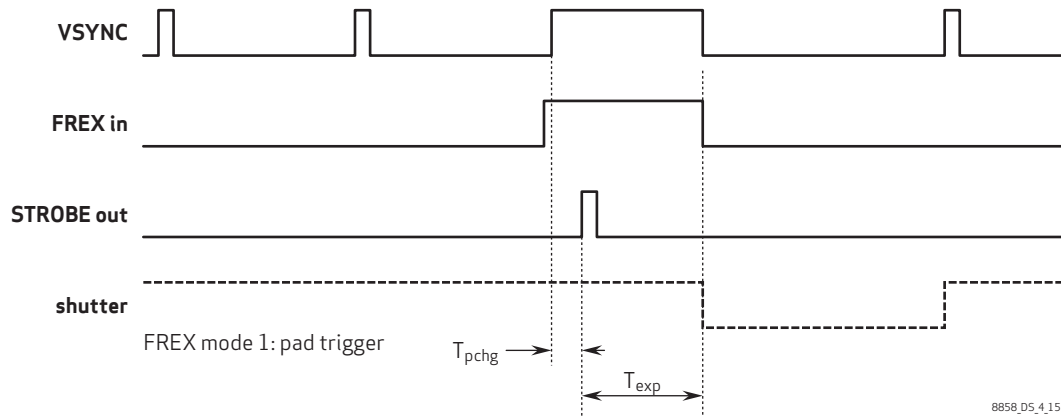 VSYNC
FREX in
STROBE out
shutter
FREX mode 1: pad trigger
Tpchg
Texp
8858_DS_4_15